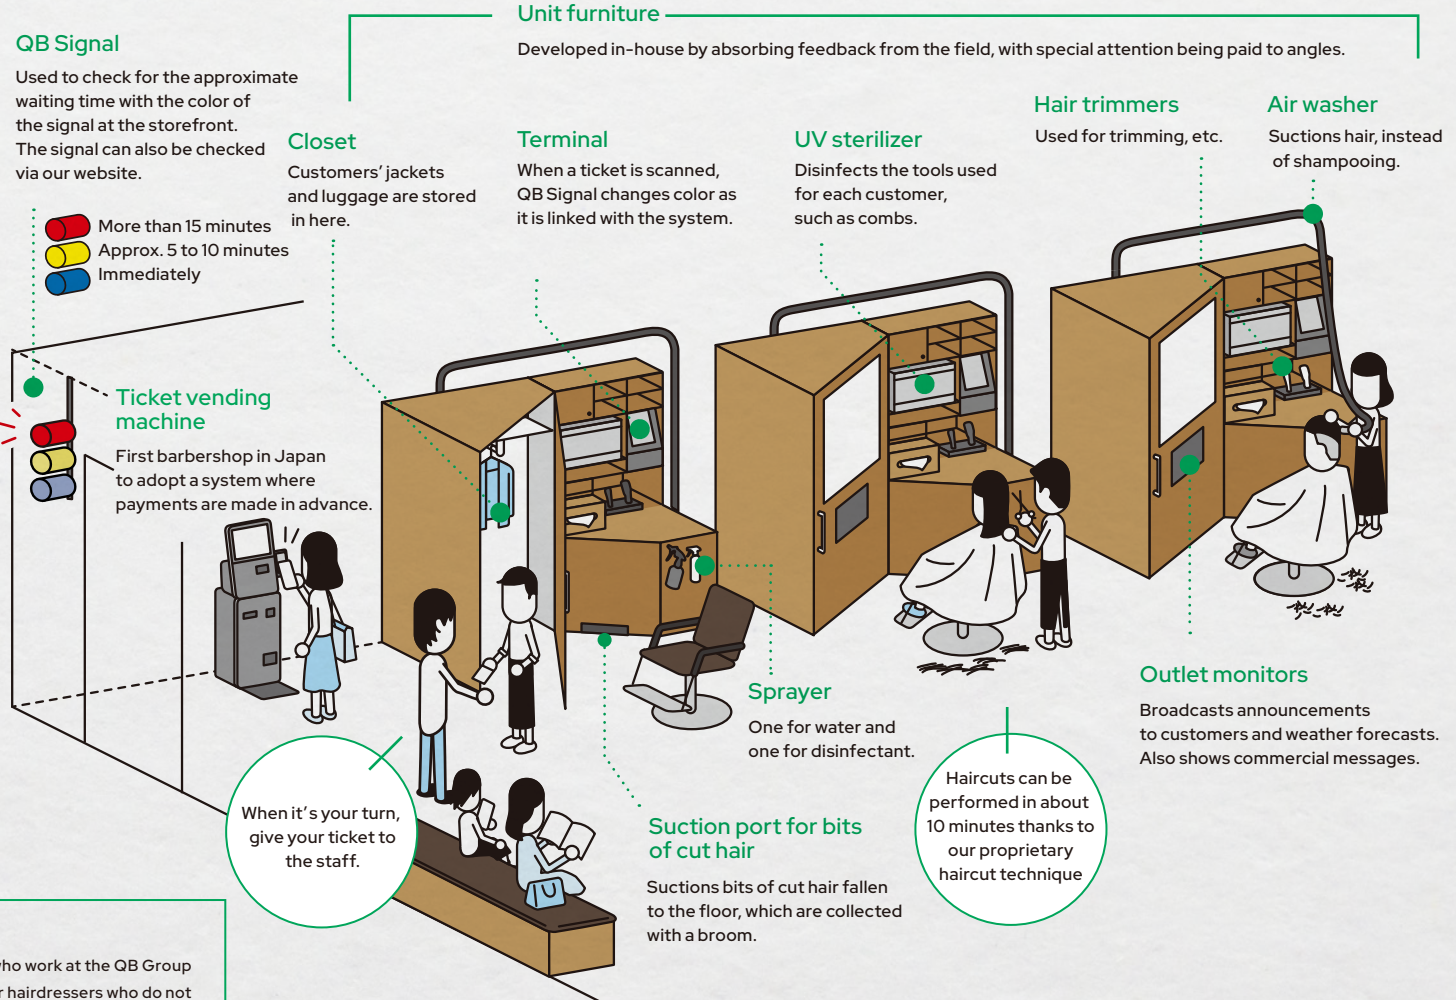 Unit furniture
Developed in-house by absorbing feedback from the field, with special attention being paid to angles.
QB Signal
Used to check for the approximate
waiting time with the color of
the signal at the storefront.
The signal can also be checked
via our website.
More than 15 minutes
Approx. 5 to 10 minutes
Immediately
Closet
Customers' jackets
and luggage are stored
in here.
Terminal
When a ticket is scanned,
QB Signal changes color as
it is linked with the system.
UV sterilizer
Disinfects the tools used
for each customer,
such as combs.
Hair trimmers
Used for trimming, etc.
Air washer
Suctions hair, instead
of shampooing.
Ticket vending
machine
First barbershop in Japan
to adopt a system where
payments are made in advance.
When it's your turn,
give your ticket to
the staff.
Sprayer
One for water and
one for disinfectant.
Suction port for bits
of cut hair
Suctions bits of cut hair fallen
to the floor, which are collected
with a broom.
Haircuts can be
performed in about
10 minutes thanks to
our proprietary
haircut technique
Outlet monitors
Broadcasts announcements
to customers and weather forecasts.
Also shows commercial messages.
who work at the QB Group
hairdressers who do not